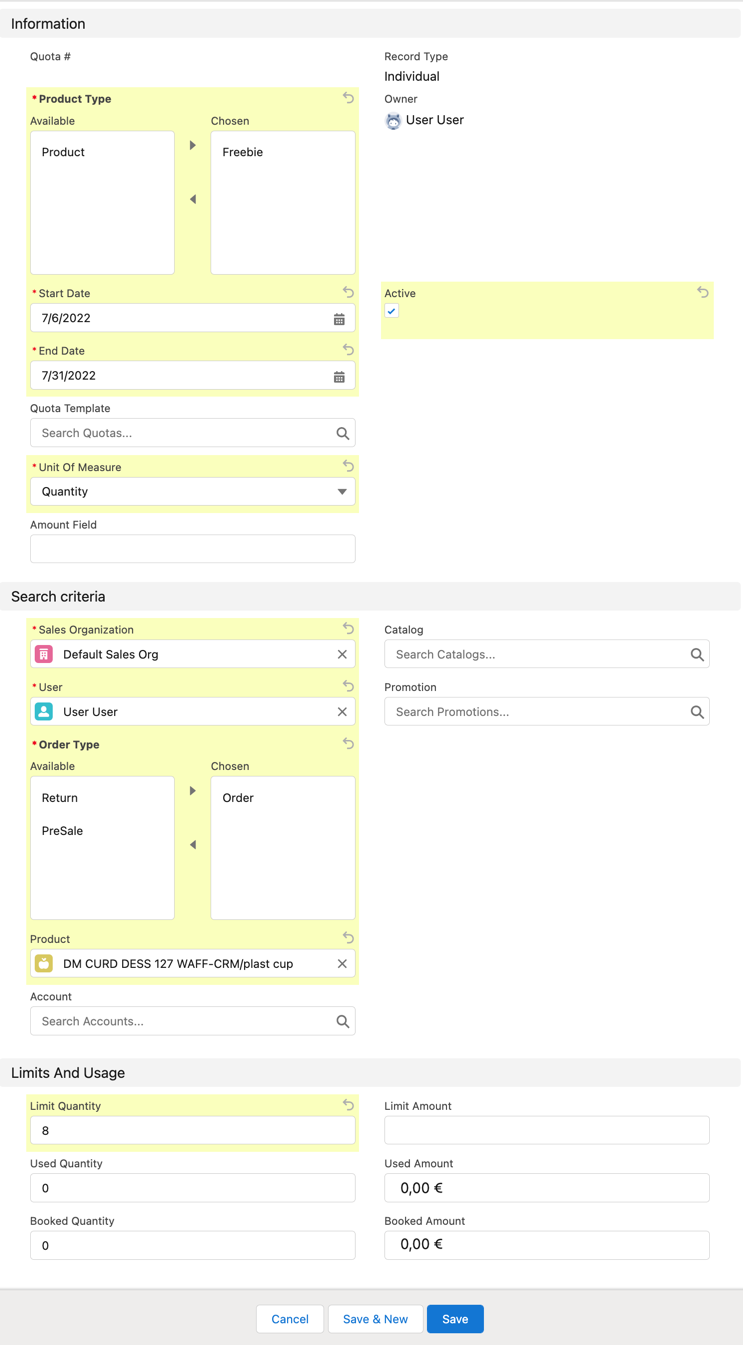 Information
Quota #
Record Type
Individual
* Product Type
Owner
User User
Available
Chosen
Product
Freebie
* Start Date
7/6/2022
Active
* End Date
7/31/2022
Quota Template
Search Quotas...
* Unit Of Measure
Quantity
Amount Field
Search criteria
* Sales Organization
Default Sales Org
Catalog
Search Catalogs...
* User
User User
Promotion
Search Promotions...
* Order Type
Available
Chosen
Return
PreSale
Order
Product
DM CURD DESS 127 WAFF-CRM/plast cup
Account
Search Accounts...
Limits And Usage
Limit Quantity
8
Limit Amount
Used Quantity
0
Used Amount
0,00 €
Booked Quantity
0
Booked Amount
0,00 €
Cancel
Save & New
Save